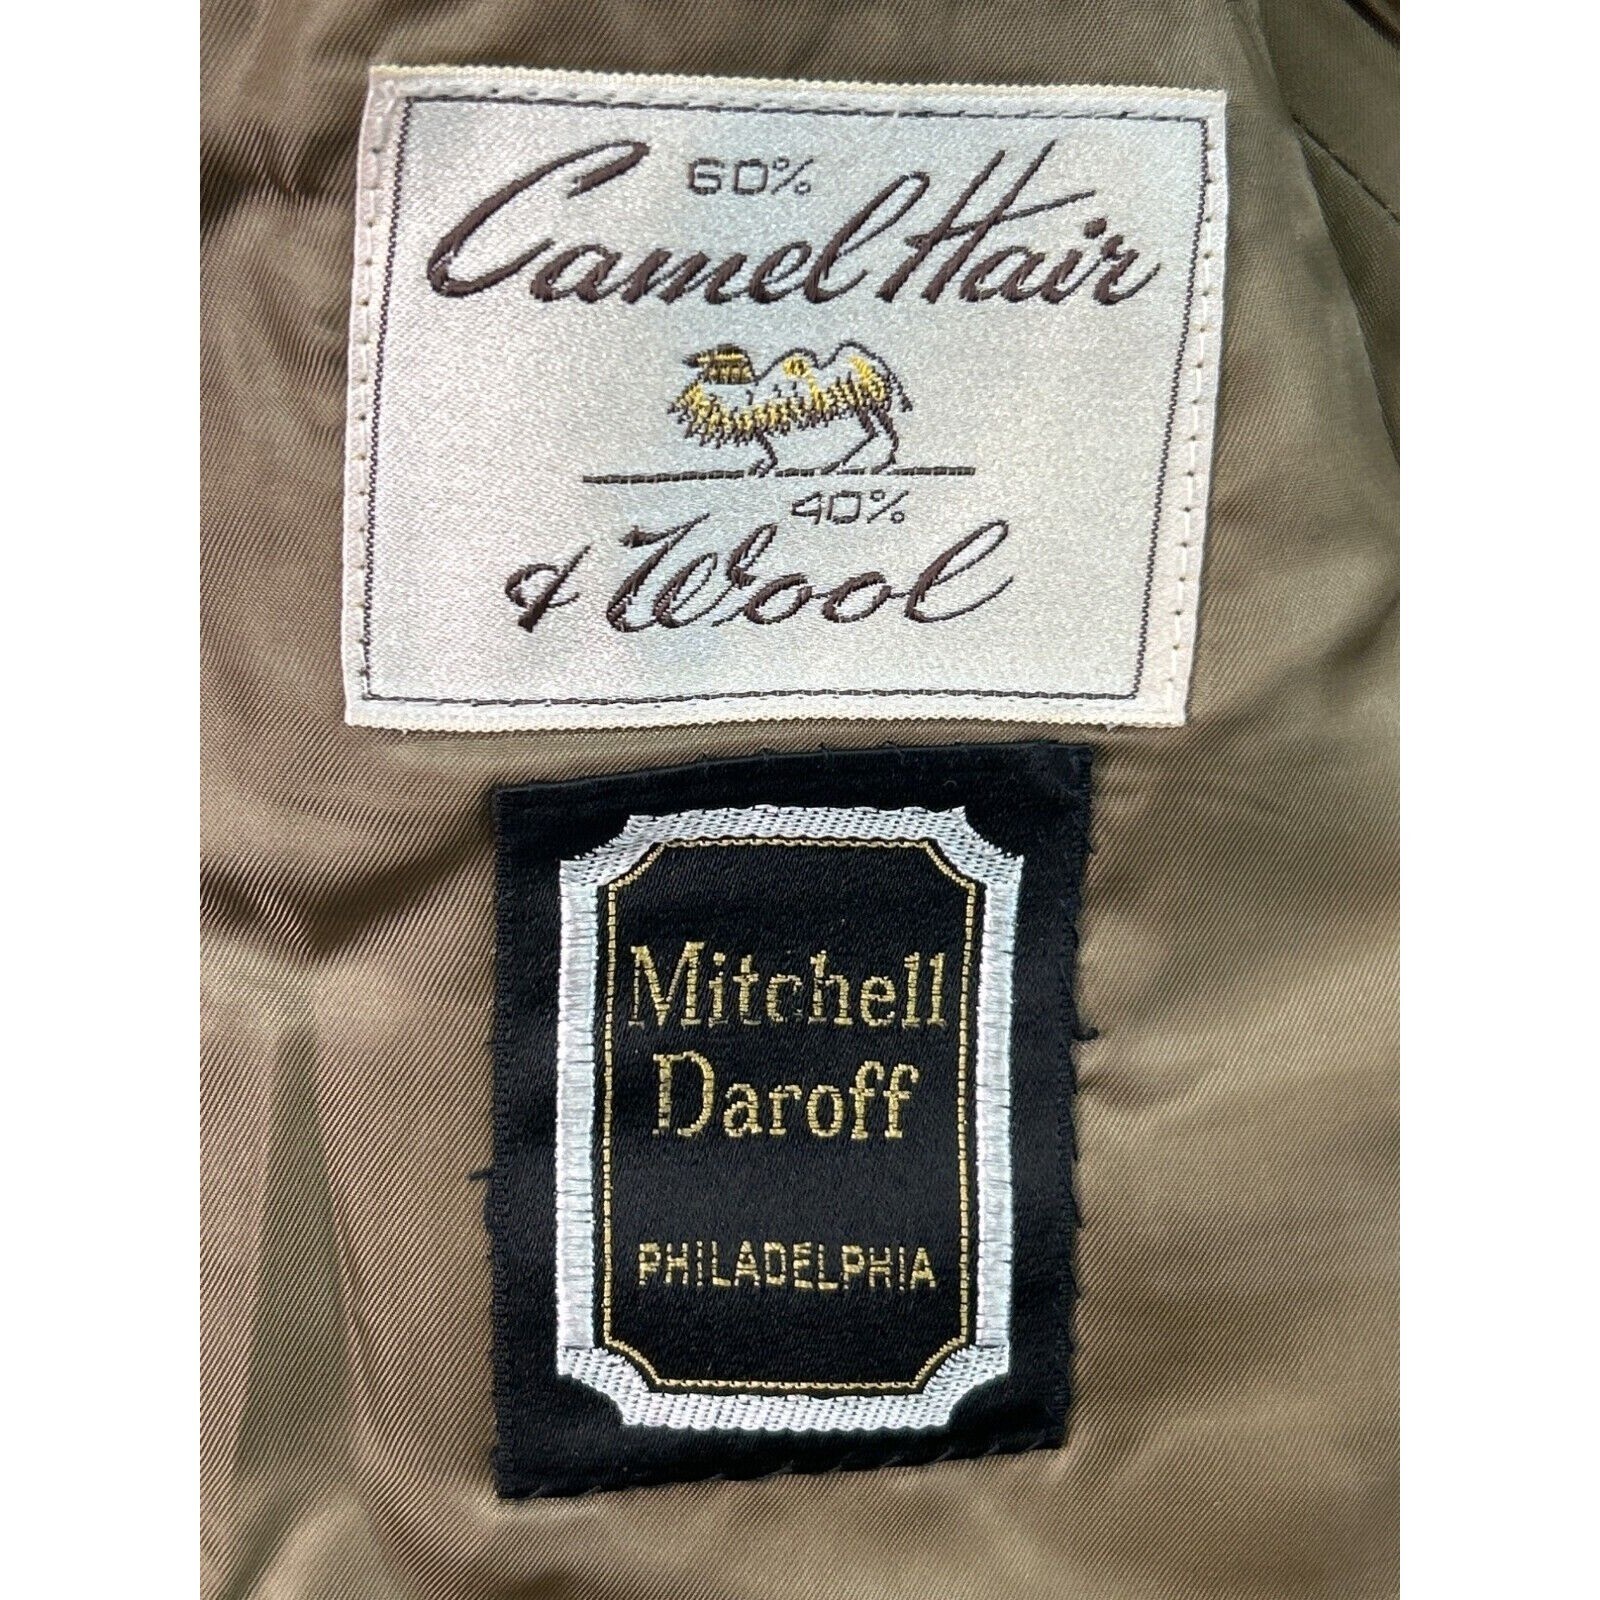 60%
Camel Hair
40%
& Wool
Mitchell
Daroff
PHILADELPHIA